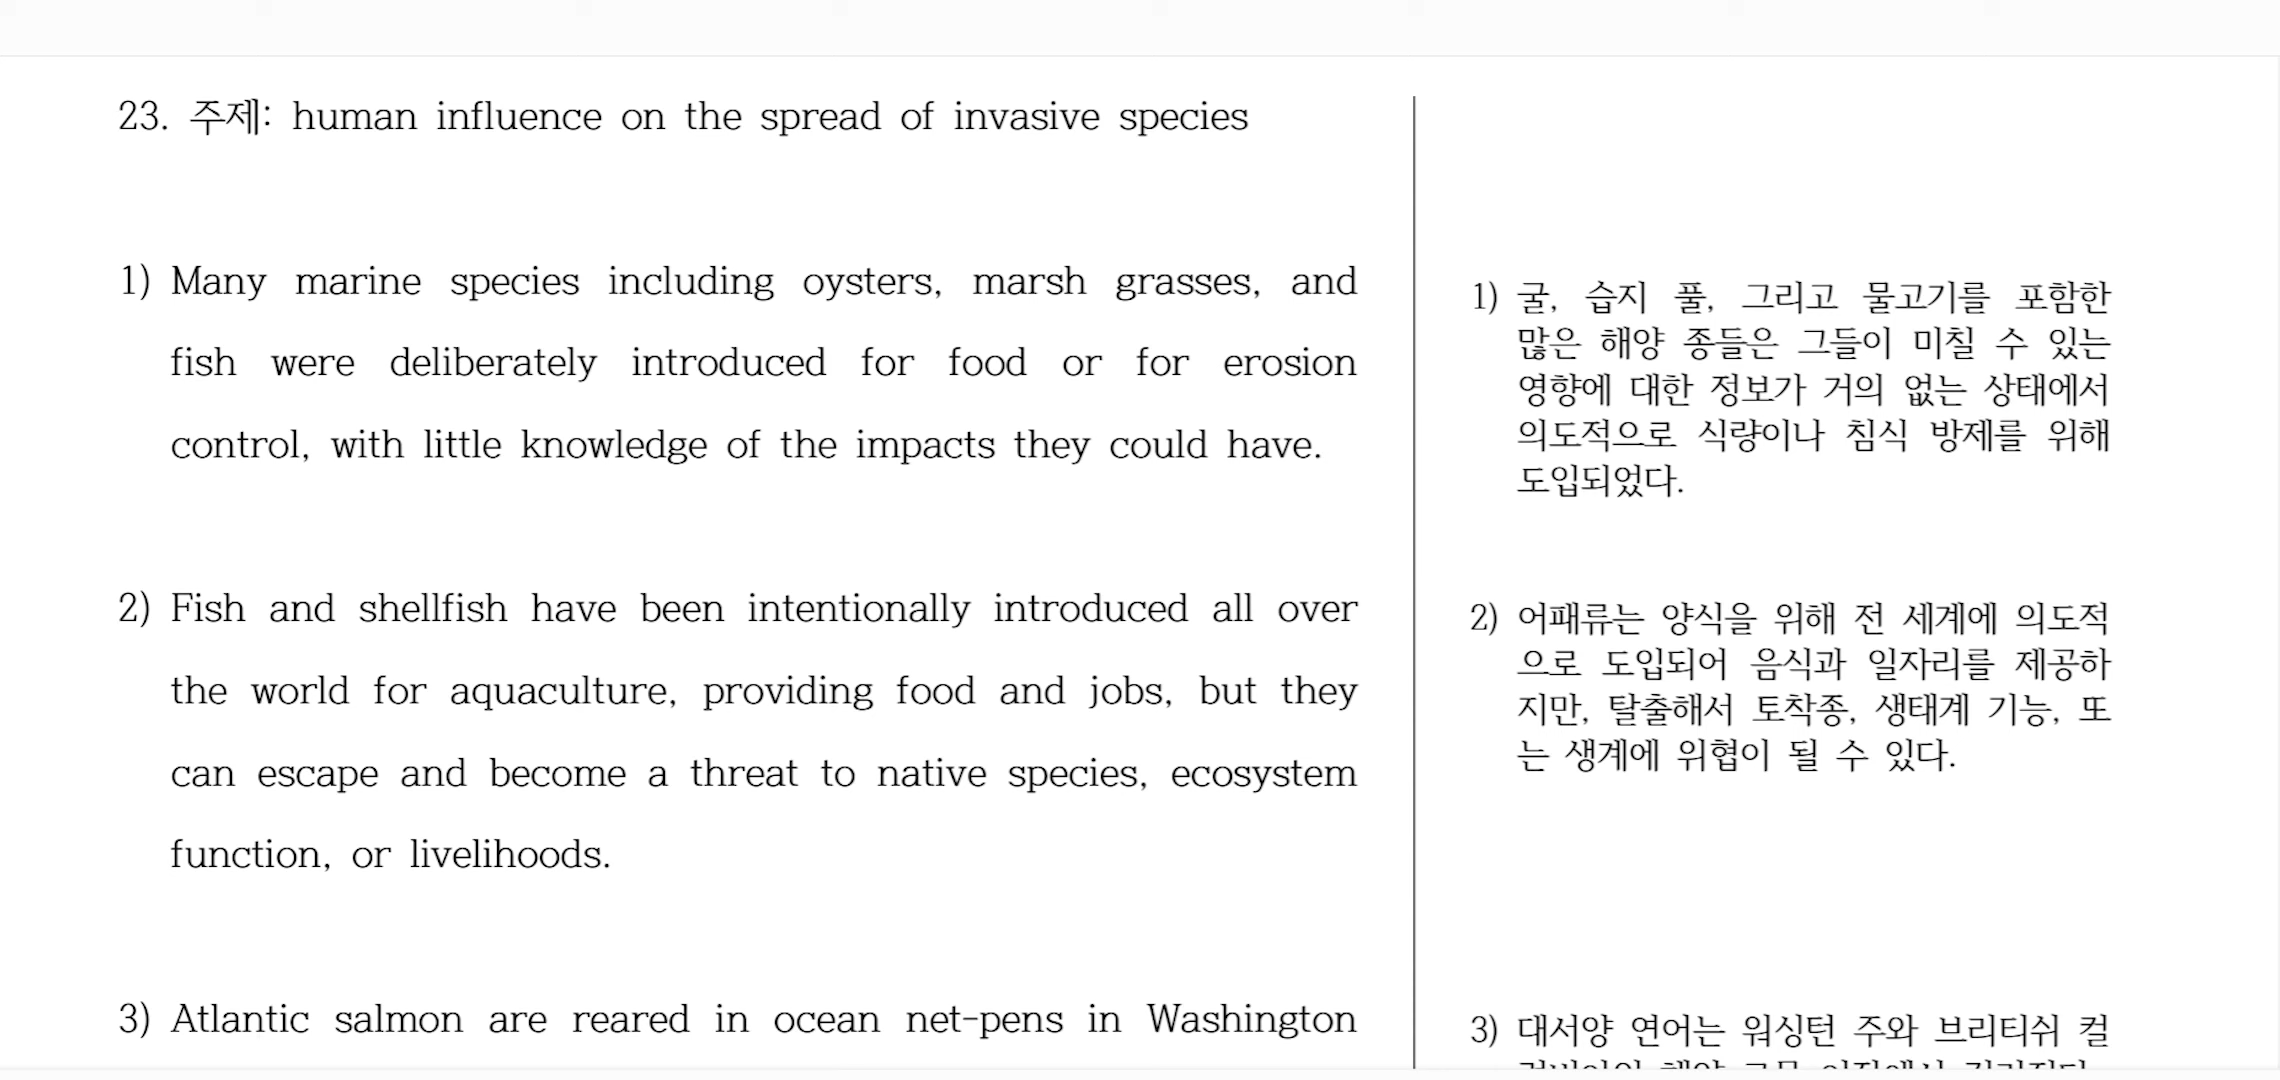 23. 주제: human influence on the spread of invasive species
1) Many marine species including oysters, marsh grasses, and
fish were deliberately introduced for food or for erosion
control, with little knowledge of the impacts they could have.
2) Fish and shellfish have been intentionally introduced all over
the world for aquaculture, providing food and jobs, but they
can escape and become a threat to native species, ecosystem
function, or livelihoods.
3) Atlantic salmon are reared in ocean net-pens in Washington
1) 굴, 습지 풀, 그리고 물고기를 포함한
많은 해양 종들은 그들이 미칠 수 있는
영향에 대한 정보가 거의 없는 상태에서
의도적으로 식량이나 침식 방제를 위해
도입되었다.
2) 어패류는 양식을 위해 전 세계에 의도적
으로 도입되어 음식과 일자리를 제공하
지만, 탈출해서 토착종, 생태계 기능, 또
는 생계에 위협이 될 수 있다.
3) 대서양 연어는 워싱턴 주와 브리티쉬 컬